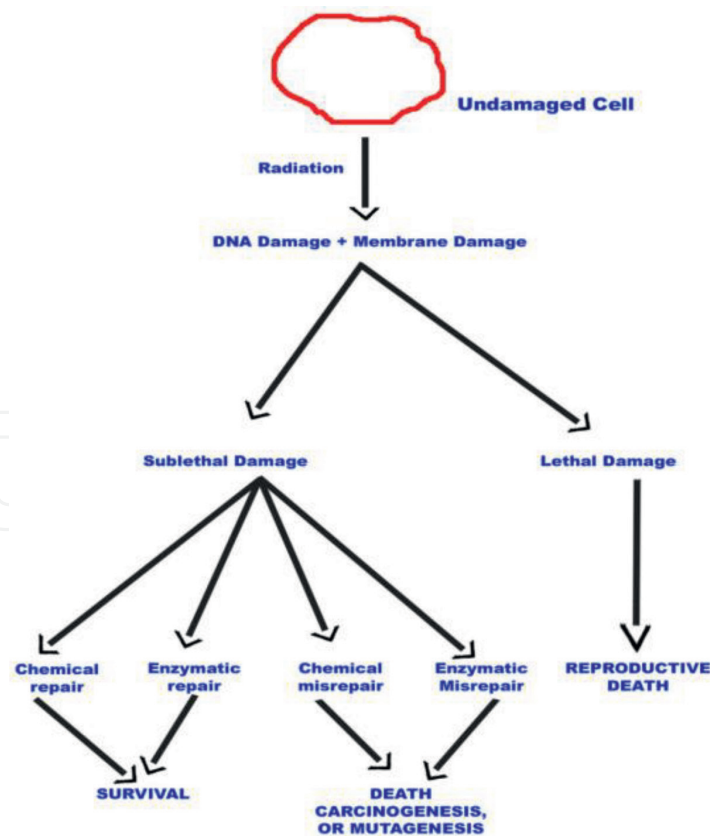 Undamaged Cell
Radiation
DNA Damage + Membrane Damage
Sublethal Damage
Lethal Damage
Chemical
repair
Enzymatic
repair
Chemical
misrepair
Enzymatic
Misrepair
REPRODUCTIVE
DEATH
SURVIVAL
DEATH
CARCINOGENESIS,
OR MUTAGENESIS